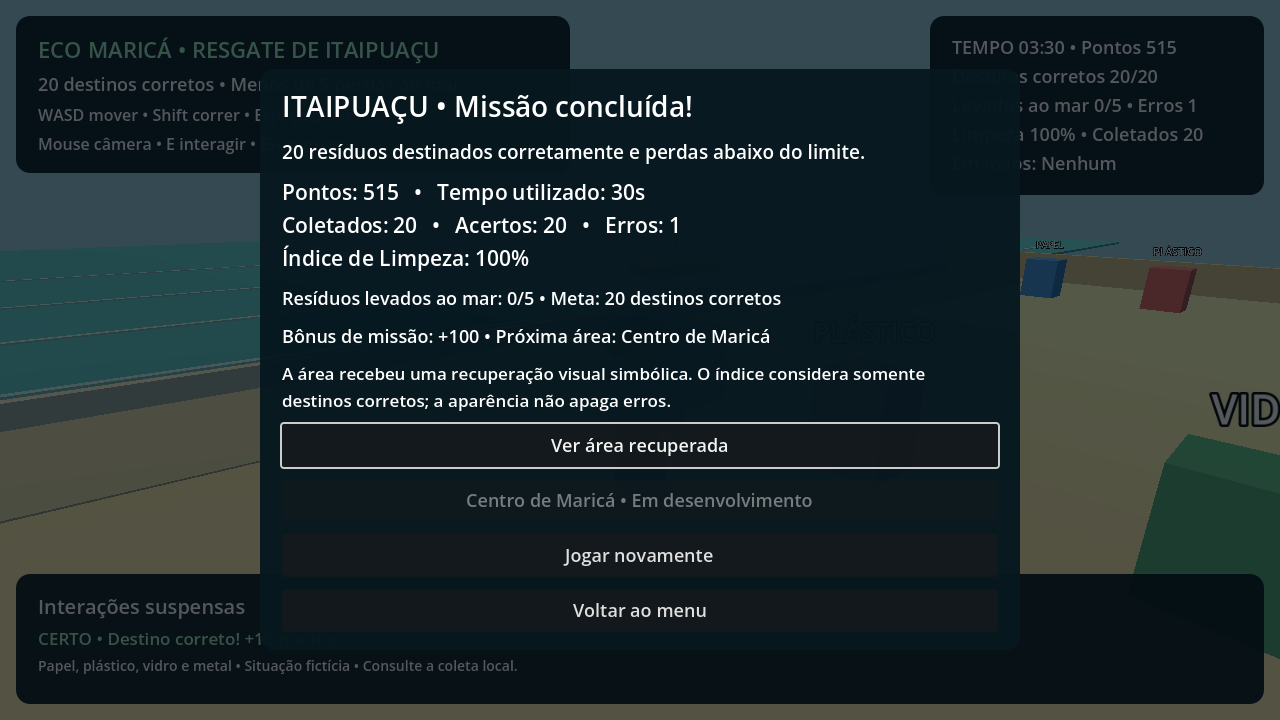 ECO MARICÁ • RESGATE DE ITAIPUAÇU
20 destinos corretos •
WASD mover • Shift correr •
Mouse câmera • E interagir •
TEMPO 03:30 • Pontos 515
corretos 20/20
ao mar 0/5 • Erros 1
Limpeza 100% • Coletados 20
Nenhum
ITAIPUAÇU • Missão concluída!
20 resíduos destinados corretamente e perdas abaixo do limite.
Pontos: 515 • Tempo utilizado: 30s
Coletados: 20 • Acertos: 20 • Erros: 1
Índice de Limpeza: 100%
Resíduos levados ao mar: 0/5 • Meta: 20 destinos corretos
Bônus de missão: +100 • Próxima área: Centro de Maricá
A área recebeu uma recuperação visual simbólica. O índice considera somente
destinos corretos; a aparência não apaga erros.
Ver área recuperada
Centro de Maricá • Em desenvolvimento
Jogar novamente
Voltar ao menu
PAPEL
PLÁSTICO
PLÁSTICO
VID
Interações suspensas
CERTO • Destino correto!
Papel, plástico, vidro e metal • Situação fictícia • Consulte a coleta local.